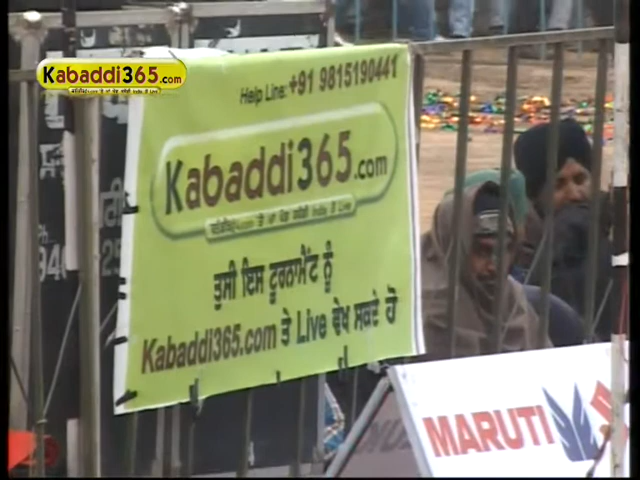 Kabaddi365.com
Help Line: +91 9815190441
Kabaddi365.com
ਤੁਸੀ ਇਸ ਟੂਰਨਾਮੈਂਟ ਨੂੰ
Kabaddi365.com ਤੇ Live ਵੇਖ ਸਕਦੇ ਹੋ
MARUTI